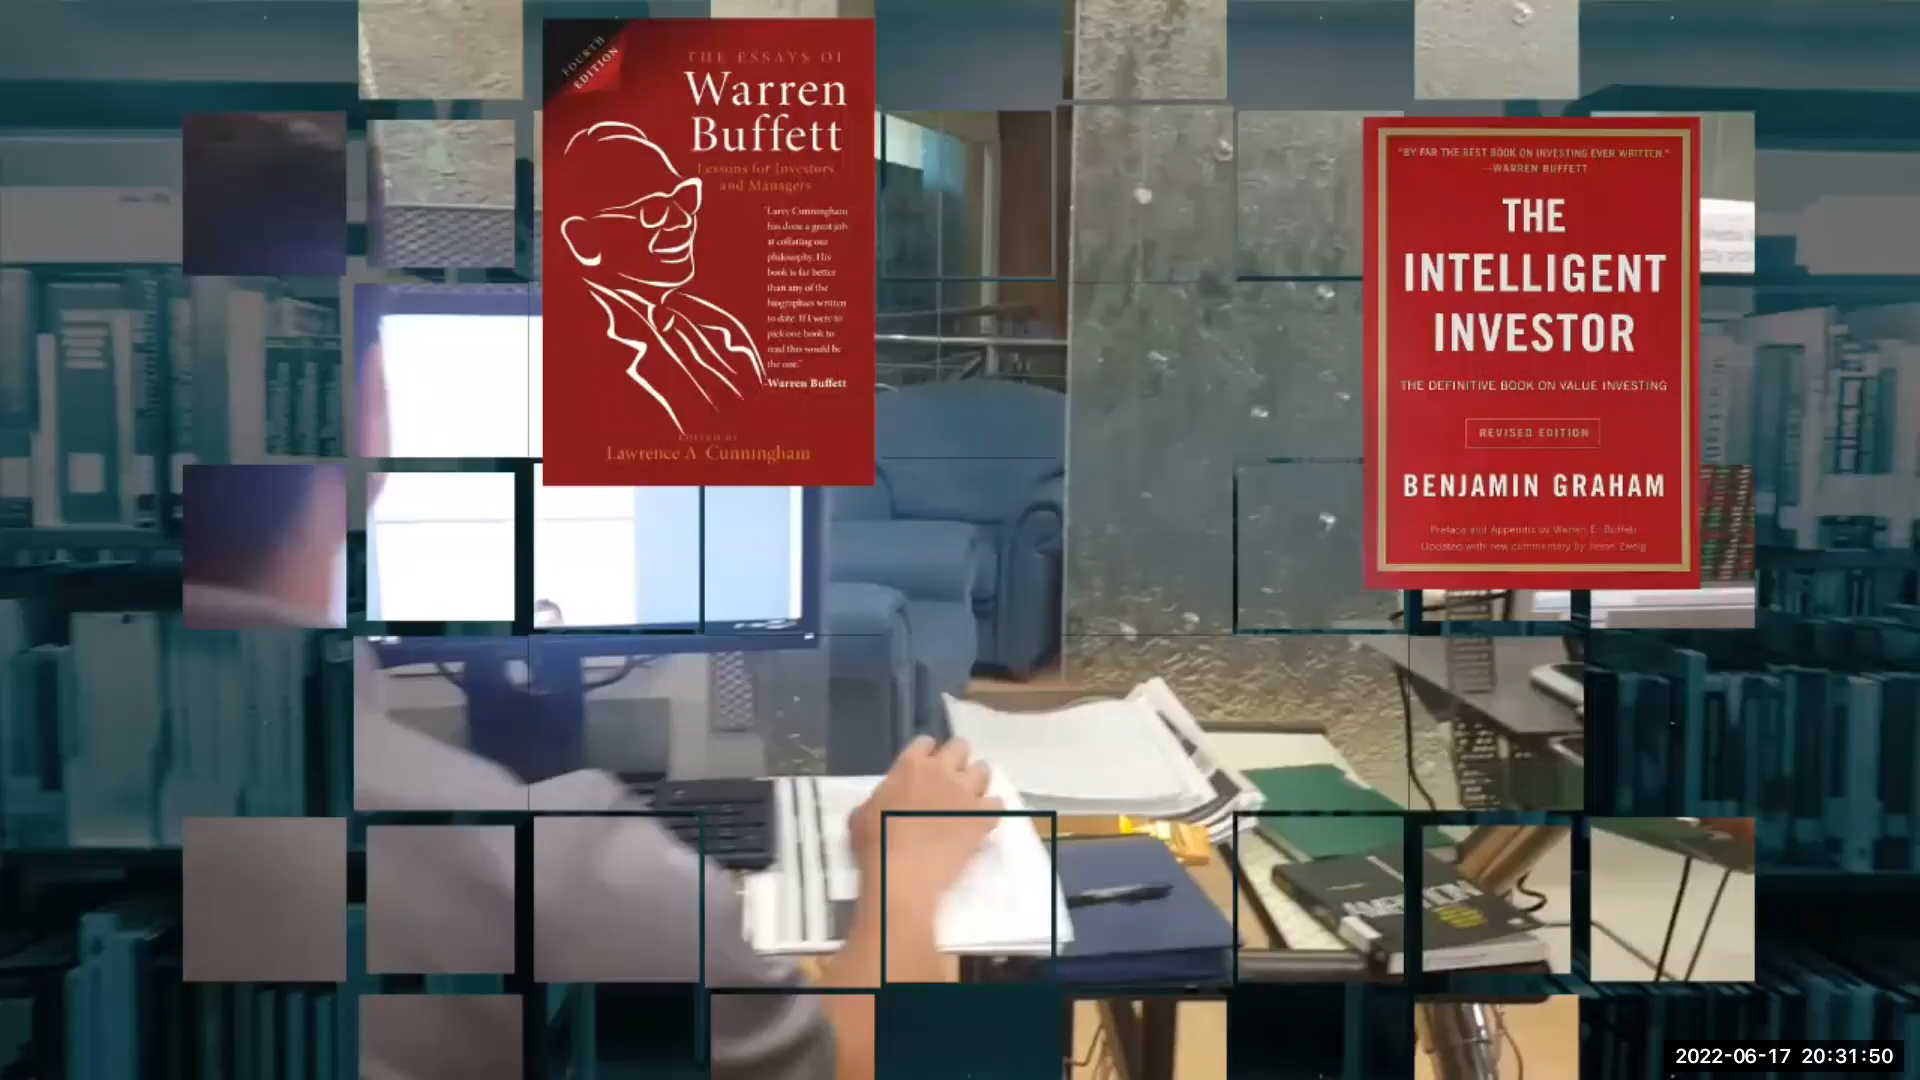 FOURTH
EDITION
THE ESSAYS OF
Warren
Buffett
Lessons for Investors
and Managers
"Larry Cunningham
has done a great job
at collating our
philosophy. His
book is far better
than any of the
biographies written
to date. If I were to
pick one book to
read this would be
the one."
-Warren Buffett
EDITED BY
Lawrence A Cunningham
"BY FAR THE BEST BOOK ON INVESTING EVER WRITTEN."
—WARREN BUFFETT
THE
INTELLIGENT
INVESTOR
THE DEFINITIVE BOOK ON VALUE INVESTING
REVISED EDITION
BENJAMIN GRAHAM
Preface and Appendix by Warren E. Buffett
Updated with new commentary by Jason Zweig
2022-06-17 20:31:50